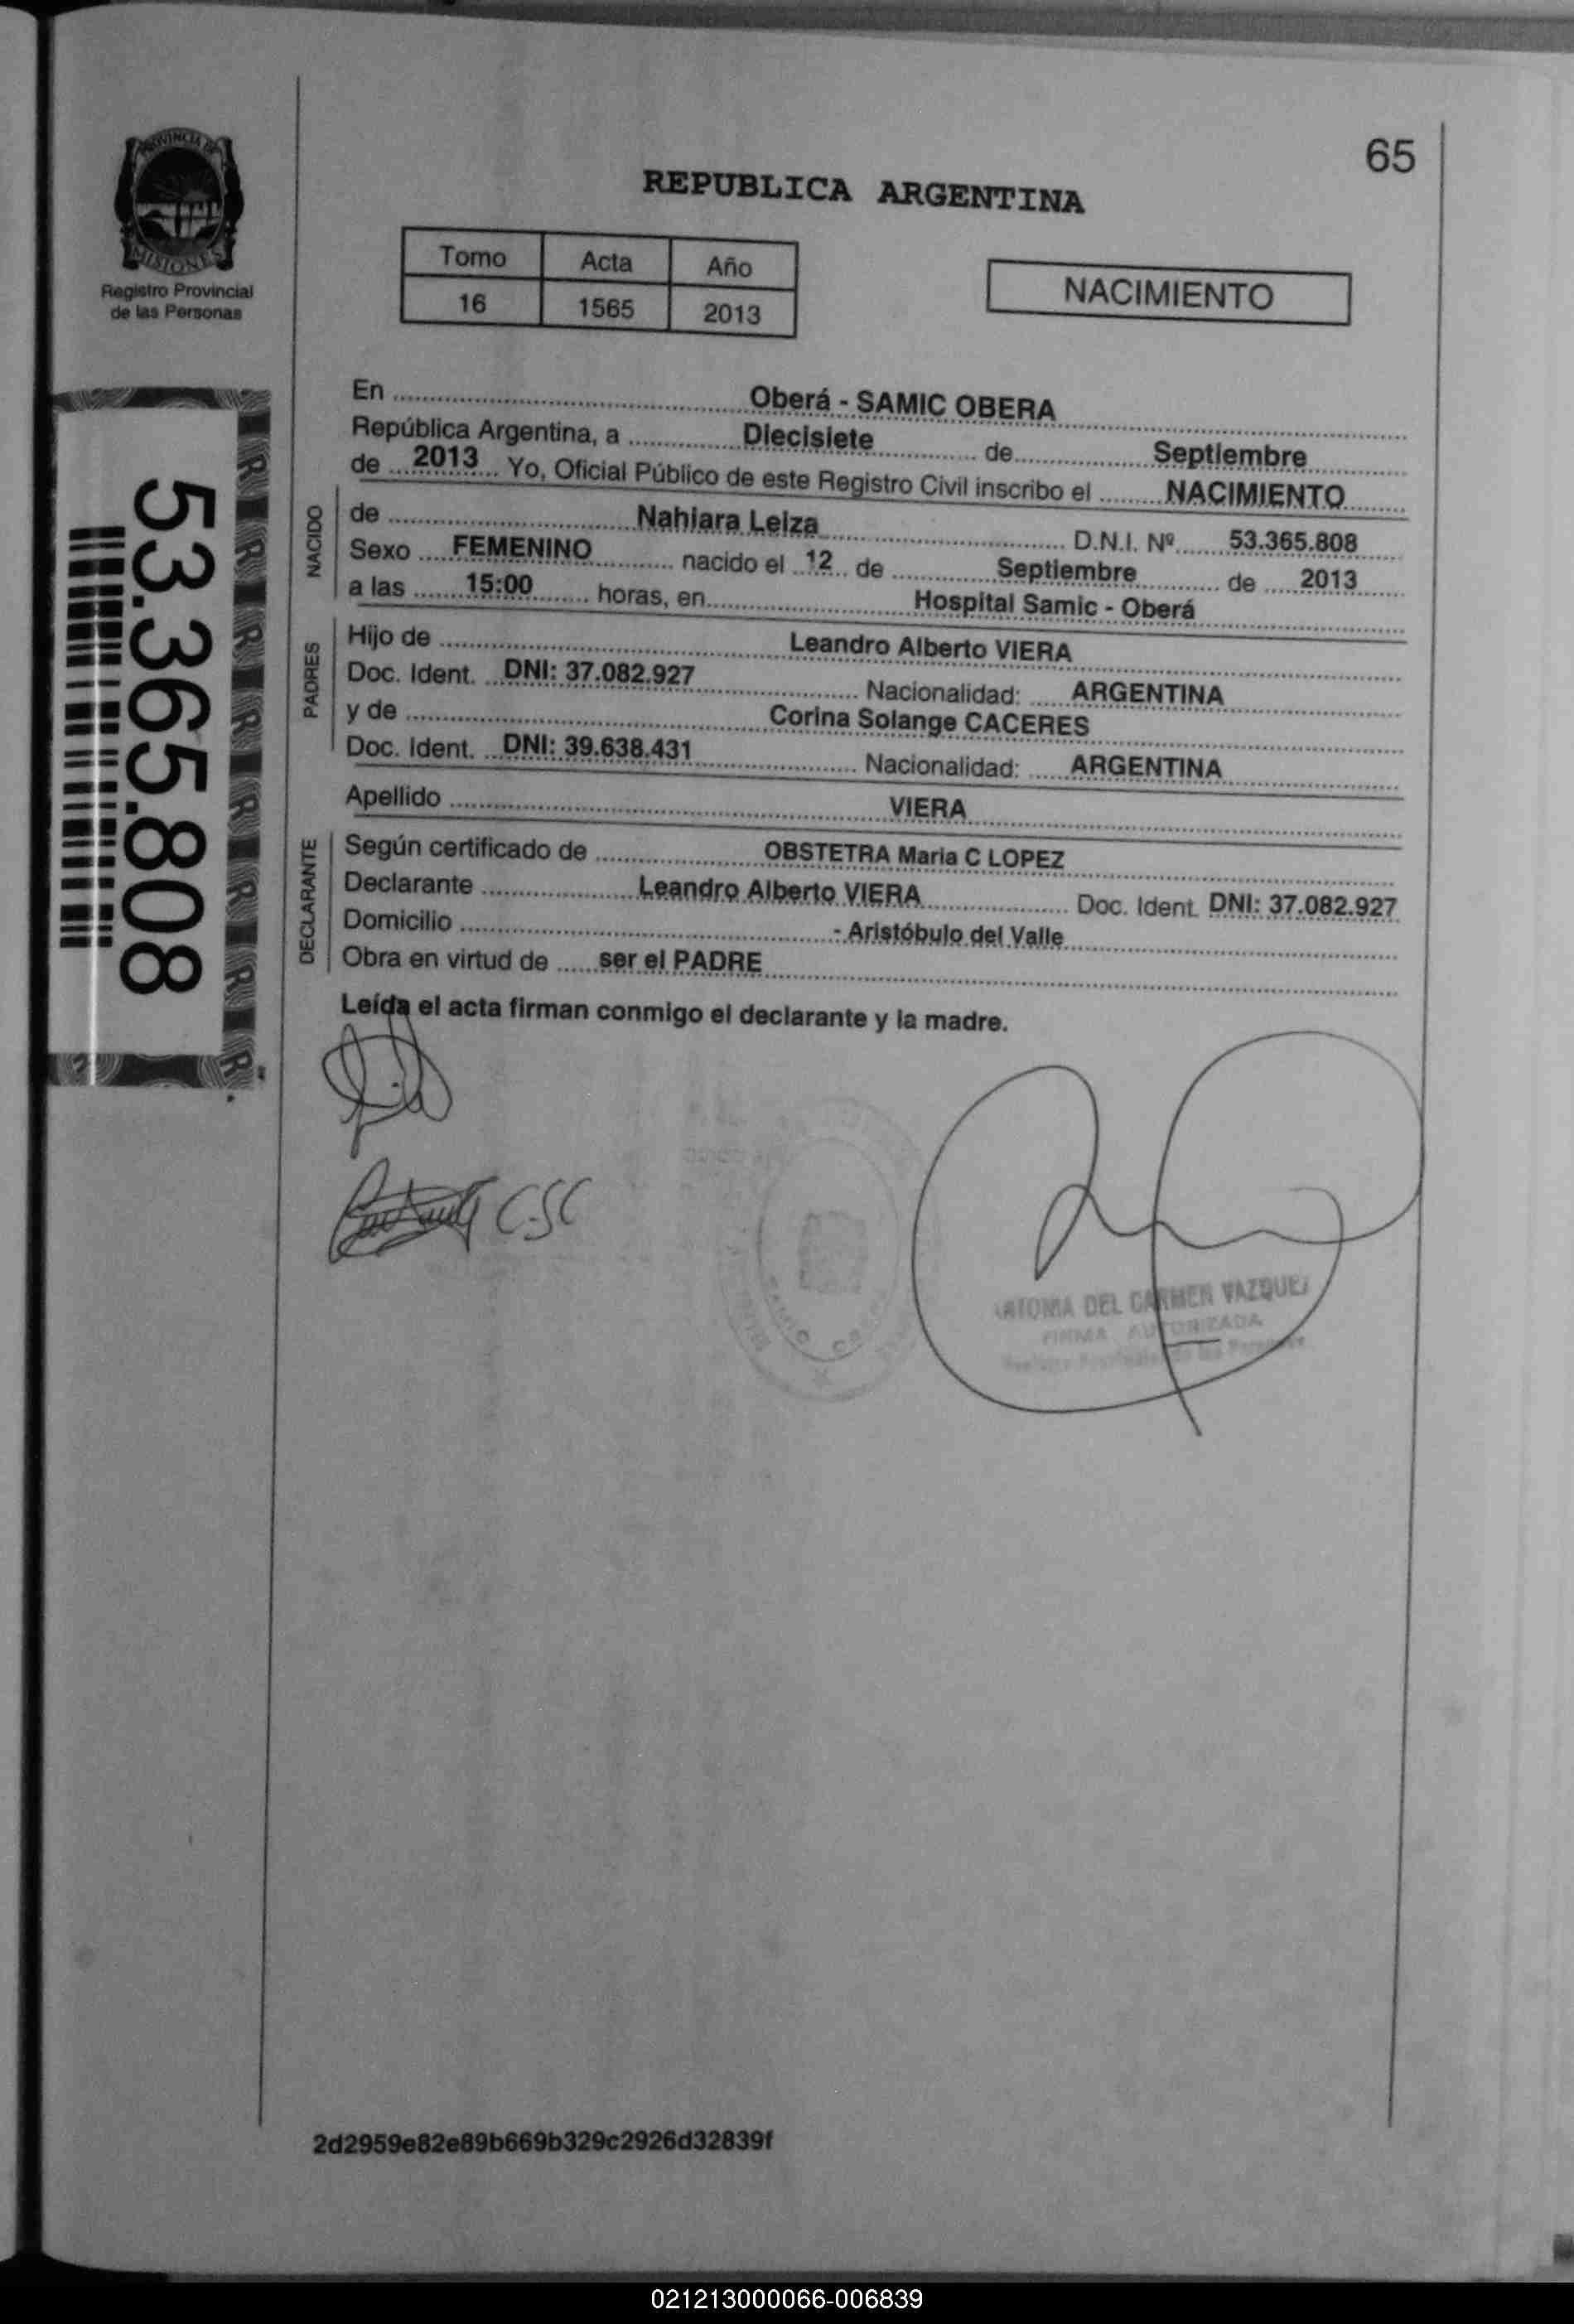 65
PROVINCIA DE
MISIONES
Registro Provincial
de las Personas
REPUBLICA ARGENTINA
Tomo Acta Año
16 1565 2013
NACIMIENTO
53.365.808
En Oberá - SAMIC OBERA
República Argentina, a Diecisiete de Septiembre
de 2013 Yo, Oficial Público de este Registro Civil inscribo el NACIMIENTO
NACIDO
de Nahiara Leiza D.N.I. Nº 53.365.808
Sexo FEMENINO nacido el 12 de Septiembre de 2013
a las 15:00 horas, en Hospital Samic - Oberá
PADRES
Hijo de Leandro Alberto VIERA
Doc. Ident. DNI: 37.082.927 Nacionalidad: ARGENTINA
y de Corina Solange CACERES
Doc. Ident. DNI: 39.638.431 Nacionalidad: ARGENTINA
Apellido VIERA
DECLARANTE
Según certificado de OBSTETRA Maria C LOPEZ
Declarante Leandro Alberto VIERA Doc. Ident. DNI: 37.082.927
Domicilio - Aristóbulo del Valle
Obra en virtud de ser el PADRE
Leída el acta firman conmigo el declarante y la madre.
CSC
DEL CARMEN VAZQUEZ
FIRMA AUTORIZADA
2d2959e82e89b669b329c2926d32839f
021213000066-006839